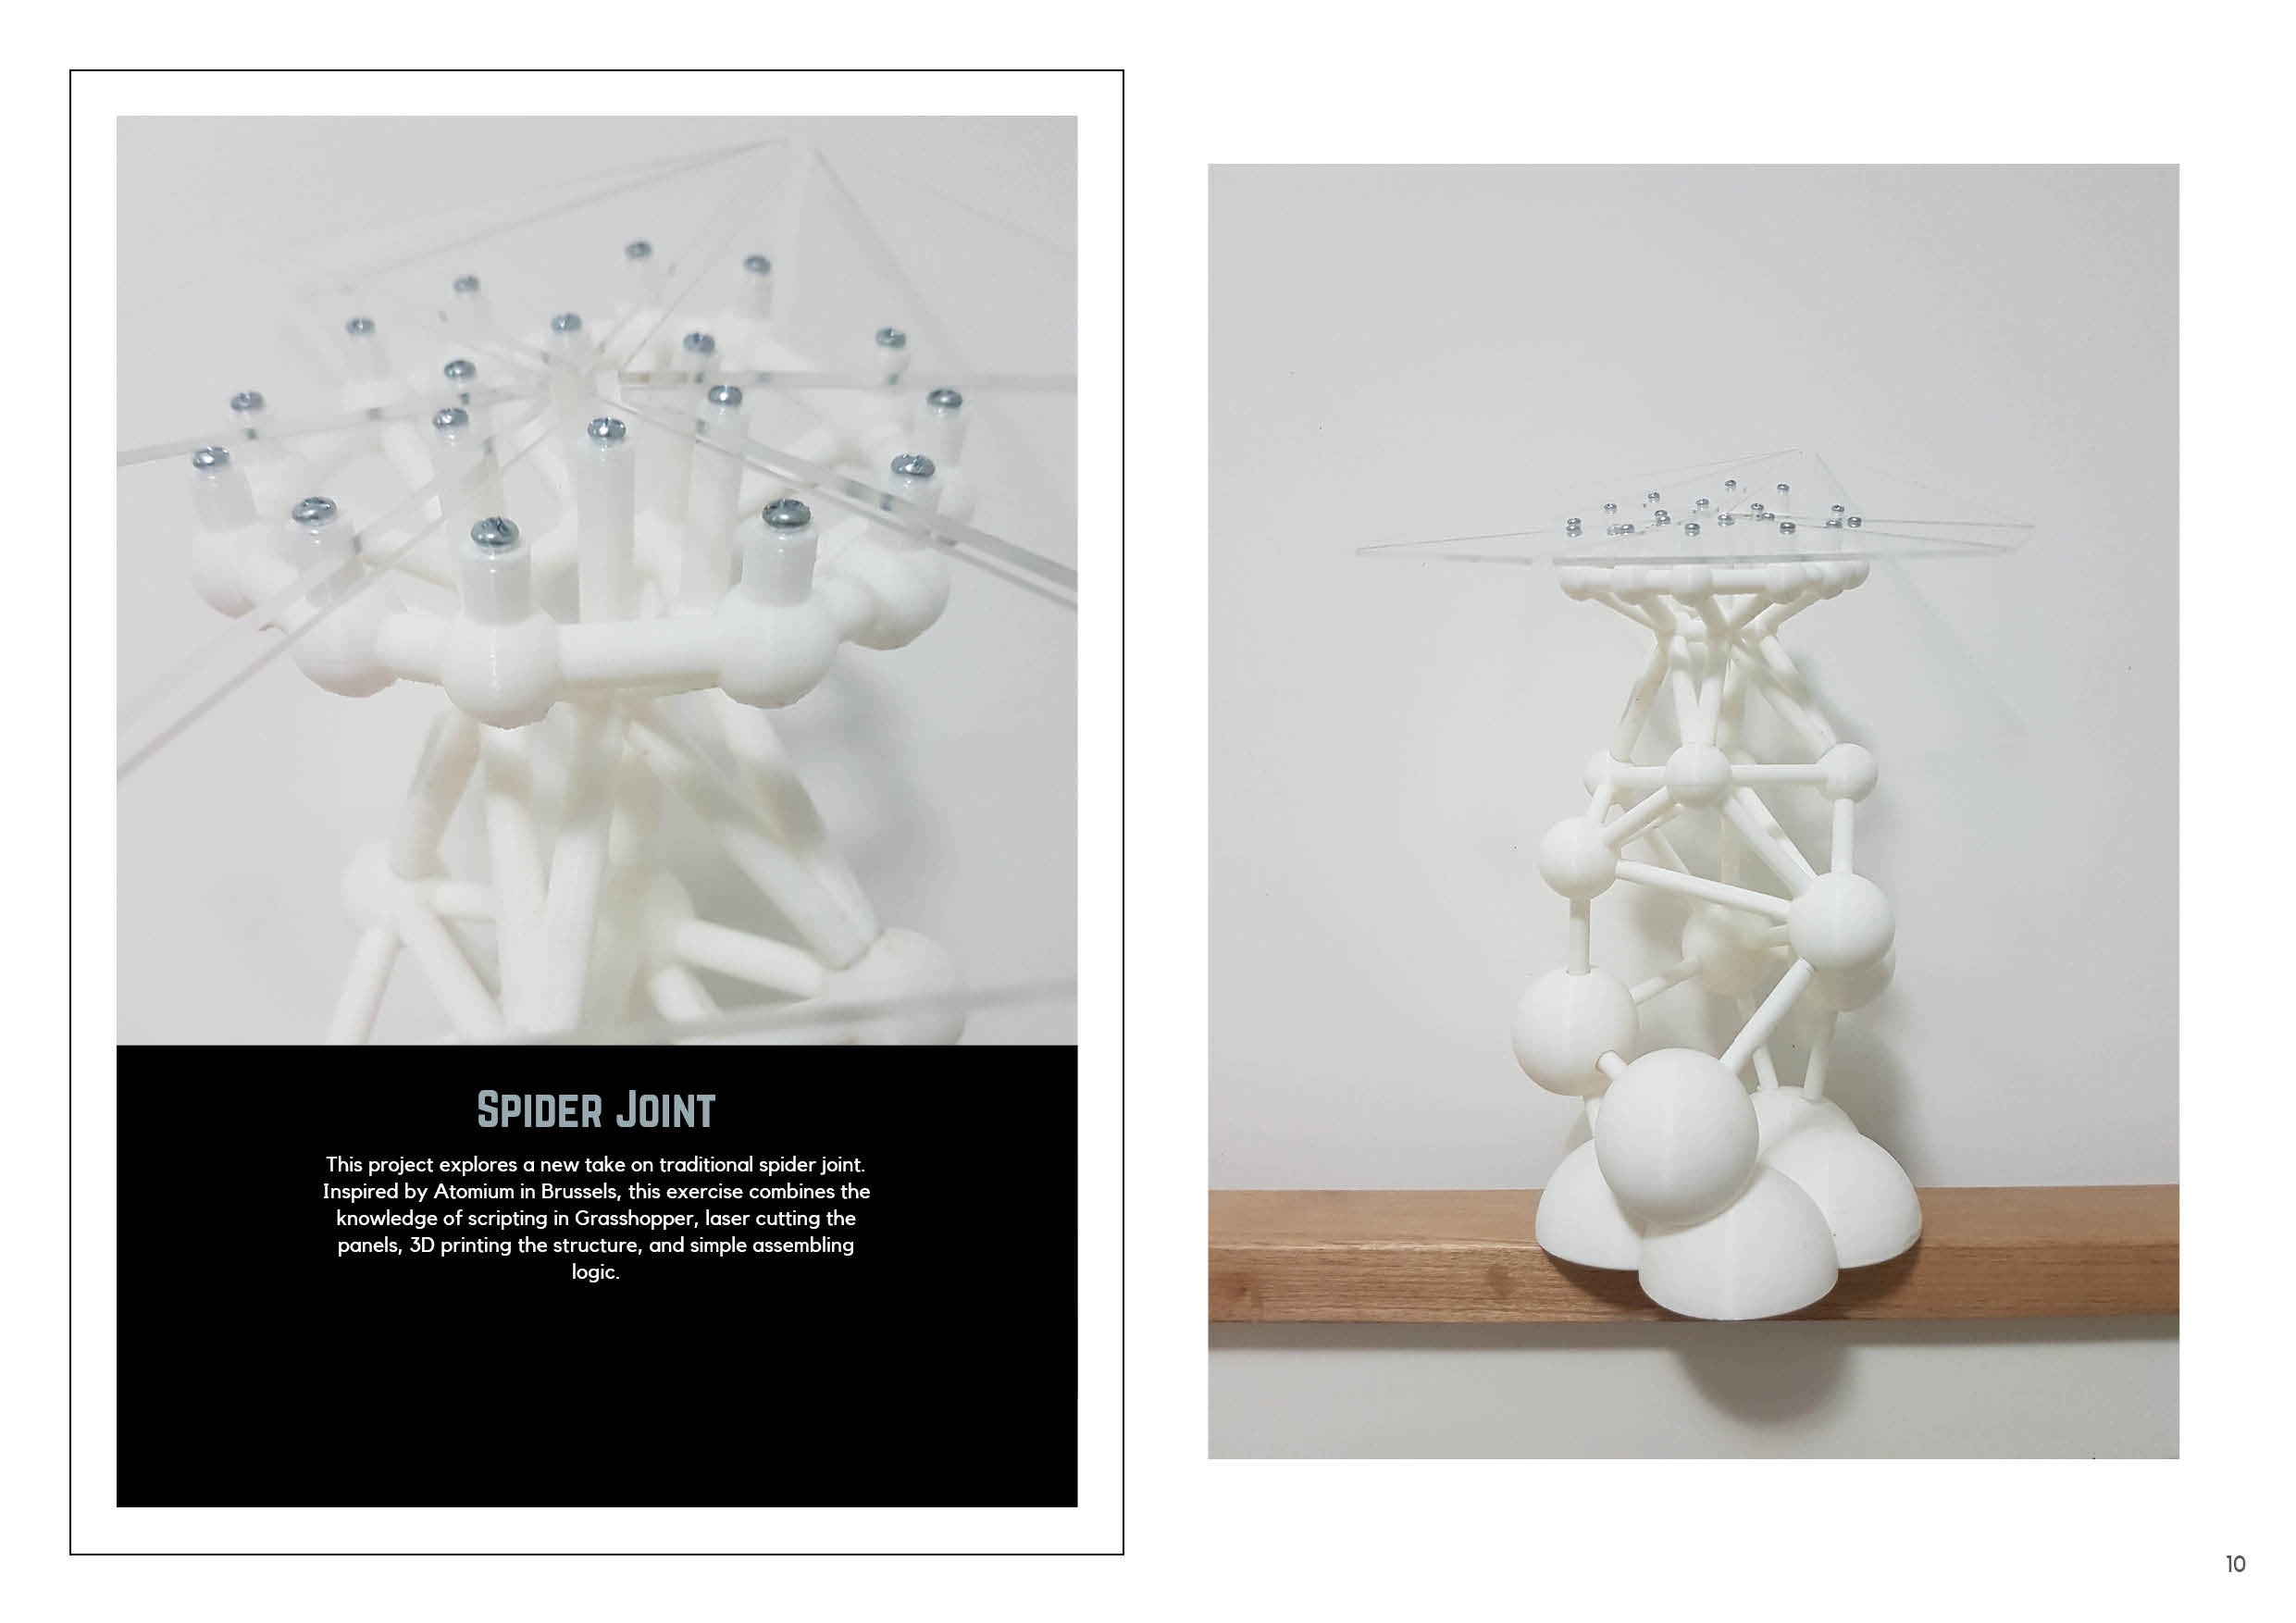 Spider Joint
This project explores a new take on traditional spider joint.
Inspired by Atomium in Brussels, this exercise combines the
knowledge of scripting in Grasshopper, laser cutting the
panels, 3D printing the structure, and simple assembling
logic.
10